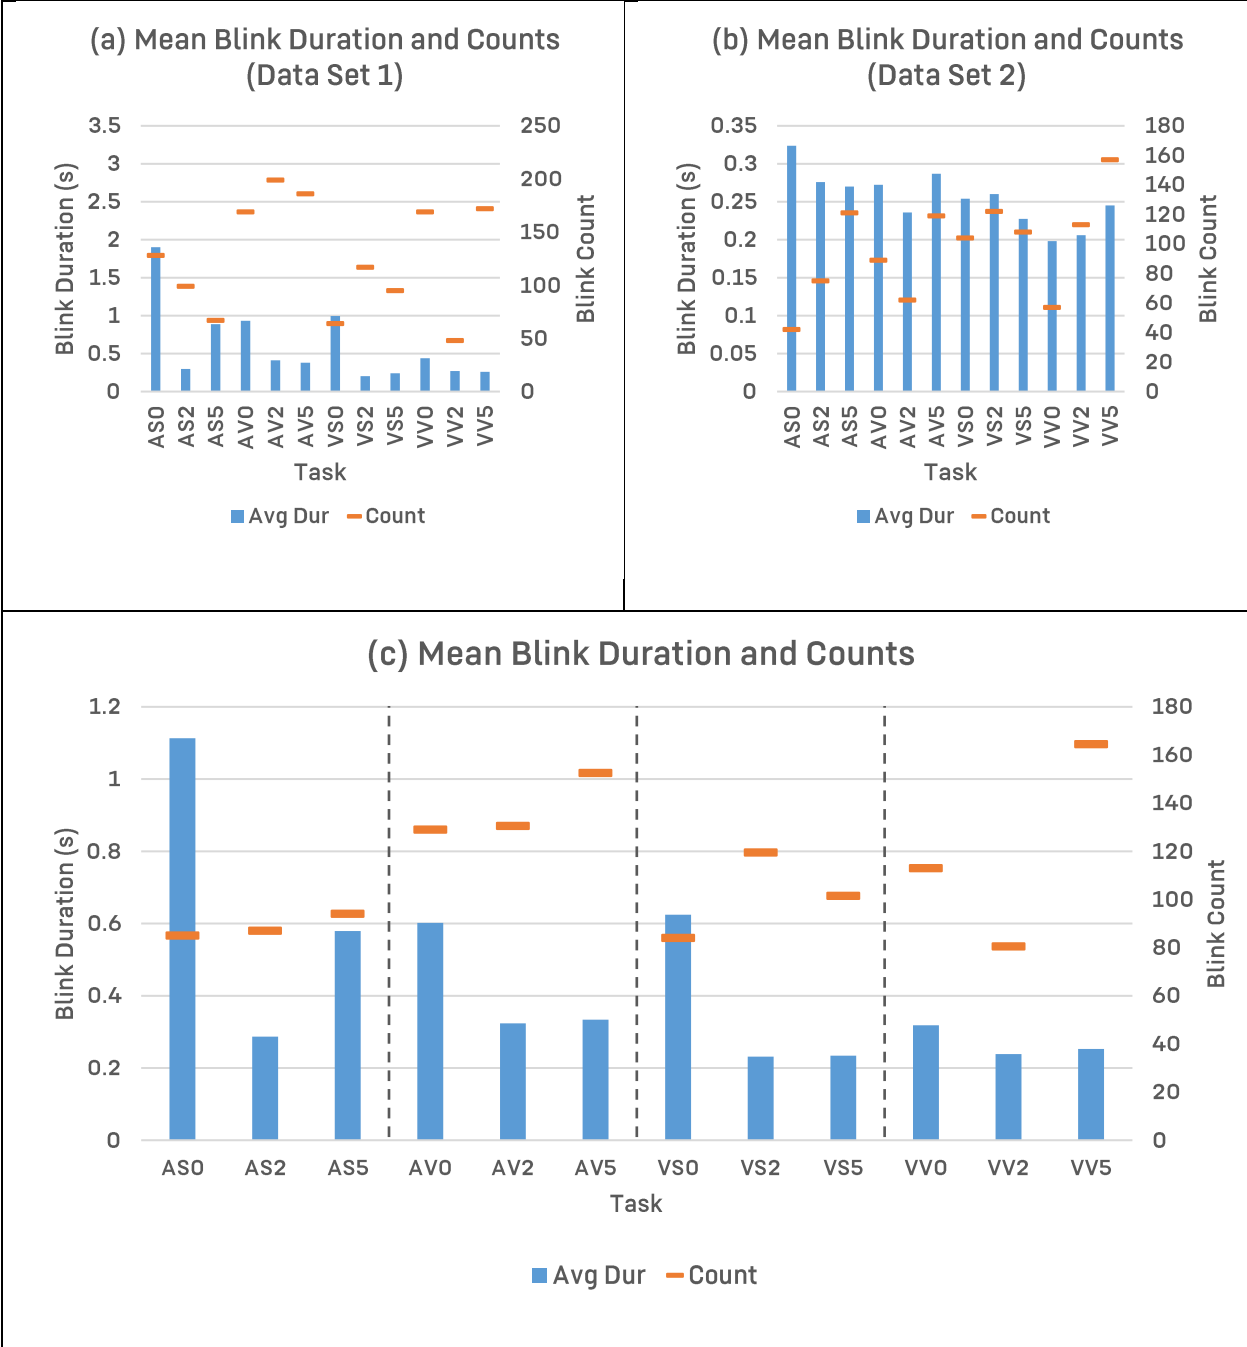 (a) Mean Blink Duration and Counts
(Data Set 1)
3.5
3
2.5
2
1.5
1
0.5
0
Blink Duration (s)
250
200
150
100
50
0
Blink Count
AS0
AS2
AS5
AV0
AV2
AV5
VS0
VS2
VS5
VV0
VV2
VV5
Task
Avg Dur Count
(b) Mean Blink Duration and Counts
(Data Set 2)
0.35
0.3
0.25
0.2
0.15
0.1
0.05
0
Blink Duration (s)
180
160
140
120
100
80
60
40
20
0
Blink Count
AS0
AS2
AS5
AV0
AV2
AV5
VS0
VS2
VS5
VV0
VV2
VV5
Task
Avg Dur Count
(c) Mean Blink Duration and Counts
1.2
1
0.8
0.6
0.4
0.2
0
Blink Duration (s)
180
160
140
120
100
80
60
40
20
0
Blink Count
AS0 AS2 AS5 AV0 AV2 AV5 VS0 VS2 VS5 VV0 VV2 VV5
Task
Avg Dur Count